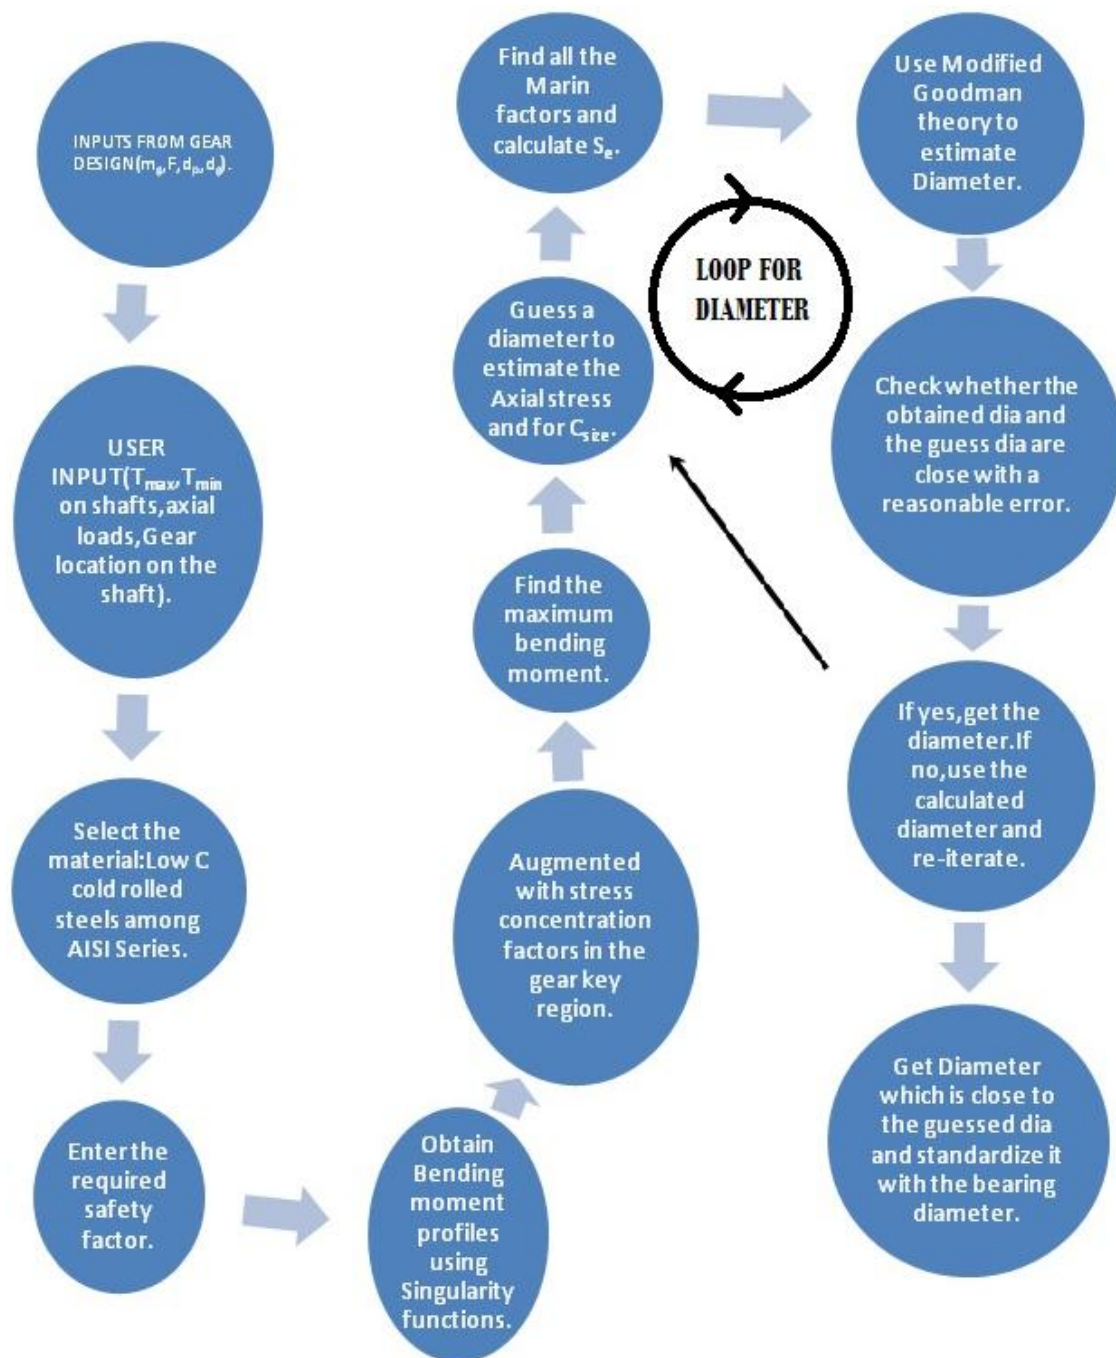 INPUTS FROM GEAR
DESIGN(mg,F,dp,dg).
USER
INPUT(Tmax,Tmin
on shafts,axial
loads,Gear
location on the
shaft).
Select the
material:Low C
cold rolled
steels among
AISI Series.
Enter the
required
safety
factor.
Obtain
Bending
moment
profiles
using
Singularity
functions.
Augmented
with stress
concentration
factors in the
gear key
region.
Find the
maximum
bending
moment.
Guess a
diameter to
estimate the
Axial stress
and for Csize.
Find all the
Marin
factors and
calculate Se.
LOOP FOR
DIAMETER
Use Modified
Goodman
theory to
estimate
Diameter.
Check whether the
obtained dia and
the guess dia are
close with a
reasonable error.
If yes,get the
diameter.If
no,use the
calculated
diameter and
re-iterate.
Get Diameter
which is close to
the guessed dia
and standardize it
with the bearing
diameter.